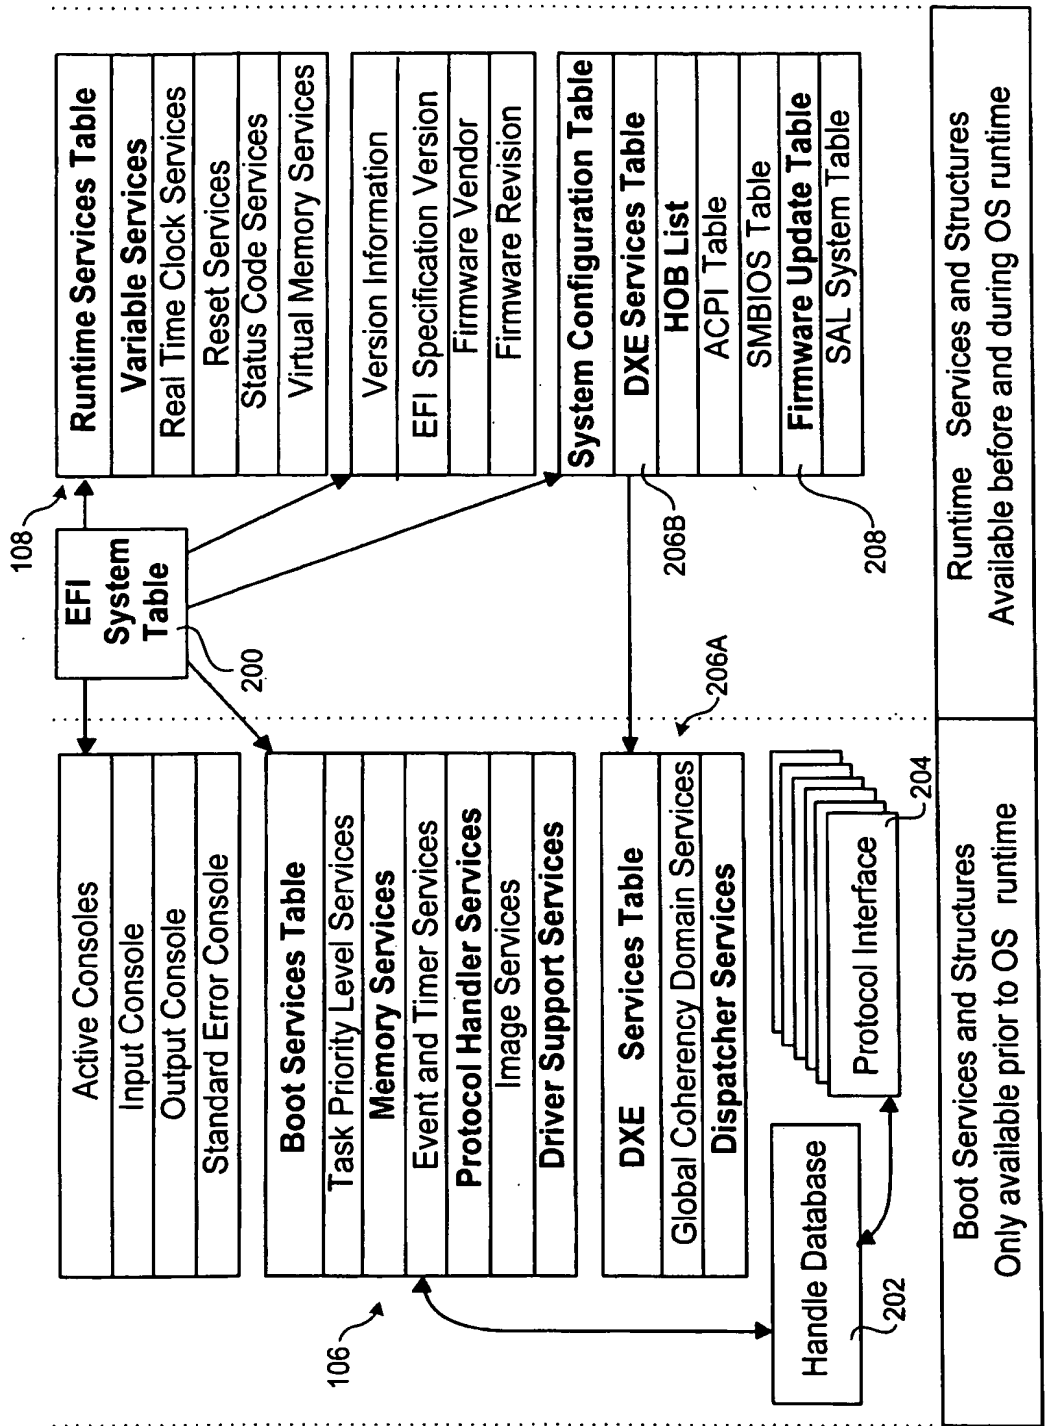 EFI
System
Table
200
108
Active Consoles
Input Console
Output Console
Standard Error Console
Boot Services Table
Task Priority Level Services
Memory Services
Event and Timer Services
Protocol Handler Services
Image Services
Driver Support Services
106
DXE Services Table
Global Coherency Domain Services
Dispatcher Services
206A
Handle Database
202
Protocol Interface
204
Boot Services and Structures
Only available prior to OS runtime
Runtime Services Table
Variable Services
Real Time Clock Services
Reset Services
Status Code Services
Virtual Memory Services
Version Information
EFI Specification Version
Firmware Vendor
Firmware Revision
System Configuration Table
DXE Services Table
HOB List
ACPI Table
SMBIOS Table
Firmware Update Table
SAL System Table
206B
208
Runtime Services and Structures
Available before and during OS runtime